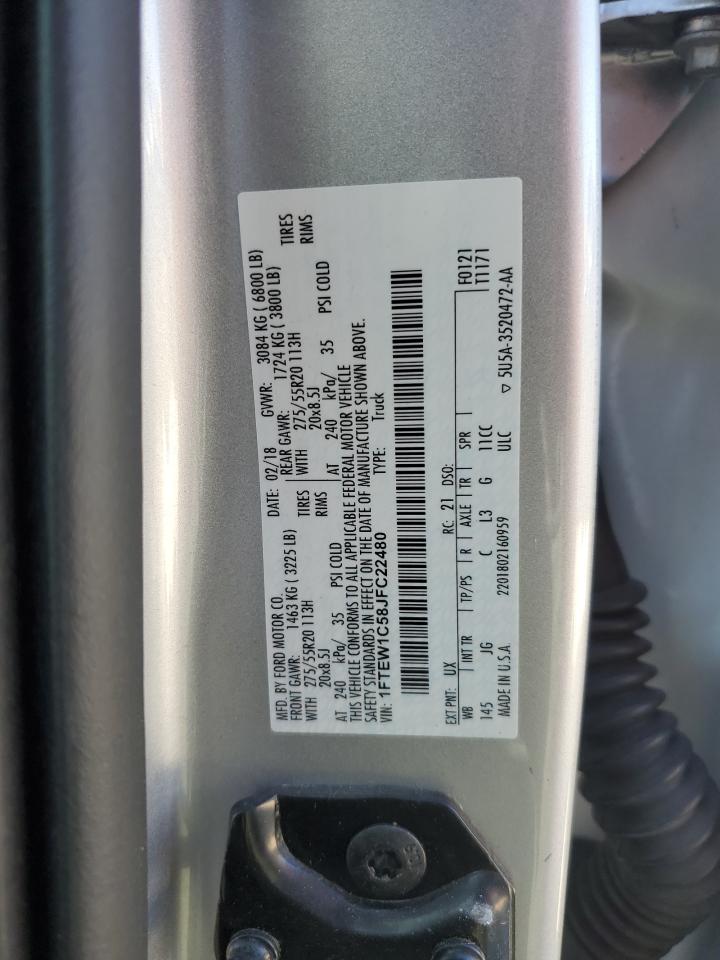 MFD. BY FORD MOTOR CO.
DATE: 02/18 GVWR: 3084 KG ( 6800 LB)
FRONT GAWR: 1463 KG ( 3225 LB)
REAR GAWR: 1724 KG ( 3800 LB)
WITH 275/55R20 113H TIRES
WITH 275/55R20 113H TIRES
20x8.5J RIMS
20x8.5J RIMS
AT 240 kPa/ 35 PSI COLD
AT 240 kPa/ 35 PSI COLD
THIS VEHICLE CONFORMS TO ALL APPLICABLE FEDERAL MOTOR VEHICLE
SAFETY STANDARDS IN EFFECT ON THE DATE OF MANUFACTURE SHOWN ABOVE.
VIN: 1FTEW1C58JFC22480 TYPE: Truck
F0121
T1171
EXT PNT: UX RC: 21 DSO:
WB INT TR TP/PS R AXLE TR SPR
145 JG C L3 G 11CC
MADE IN U.S.A. 2201802160959 ULC ▽ 5U5A-3520472-AA